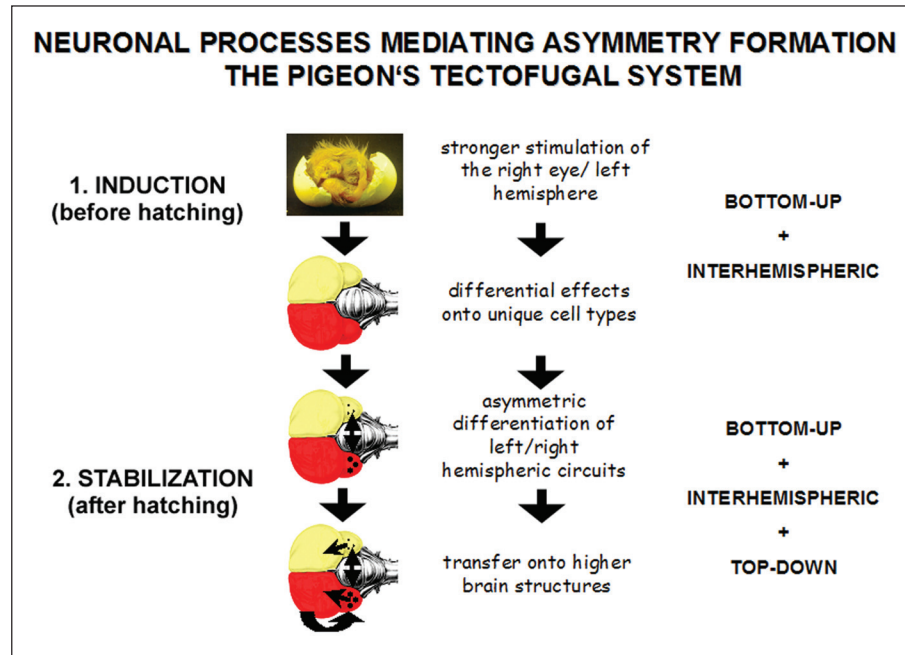 NEURONAL PROCESSES MEDIATING ASYMMETRY FORMATION
THE PIGEON‘S TECTOFUGAL SYSTEM
1. INDUCTION
(before hatching)
stronger stimulation of
the right eye/ left
hemisphere
BOTTOM-UP
+
INTERHEMISPHERIC
differential effects
onto unique cell types
2. STABILIZATION
(after hatching)
asymmetric
differentiation of
left/right
hemispheric circuits
transfer onto higher
brain structures
BOTTOM-UP
+
INTERHEMISPHERIC
+
TOP-DOWN